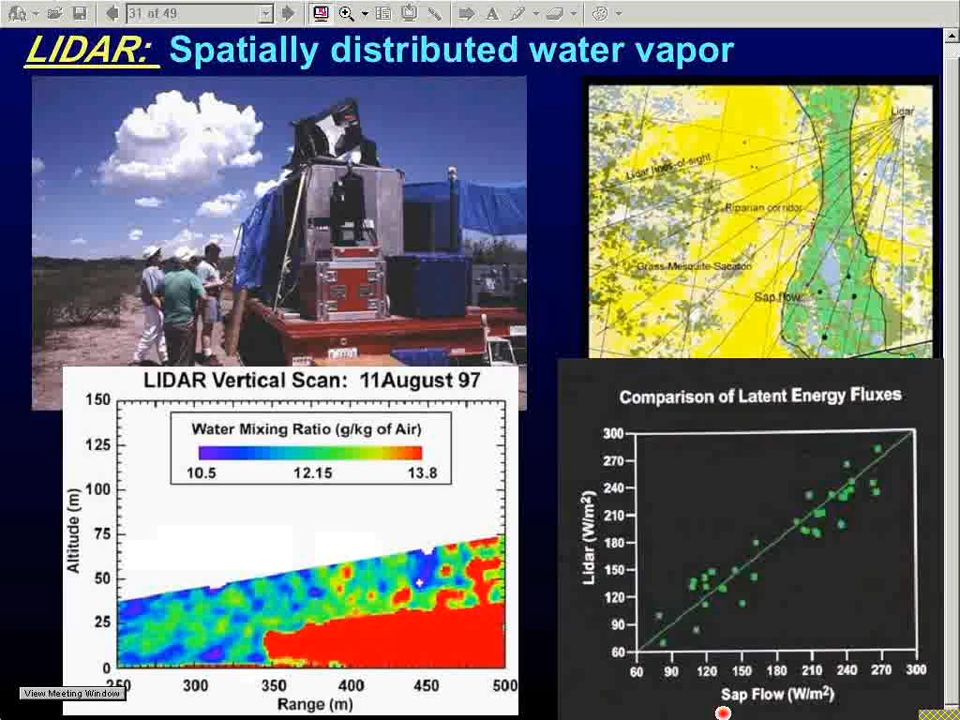 31 of 49
LIDAR: Spatially distributed water vapor
Lidar
Lidar lines-of-sight
Riparian corridor
Grass-Mesquite-Sacaton
Sap flow
LIDAR Vertical Scan: 11August 97
Water Mixing Ratio (g/kg of Air)
10.5 12.15 13.8
150
125
100
75
50
25
0
Altitude (m)
250 300 350 400 450 500
Range (m)
Comparison of Latent Energy Fluxes
300
270
240
210
180
150
120
90
60
Lidar (W/m²)
60 90 120 150 180 210 240 270 300
Sap Flow (W/m²)
View Meeting Window